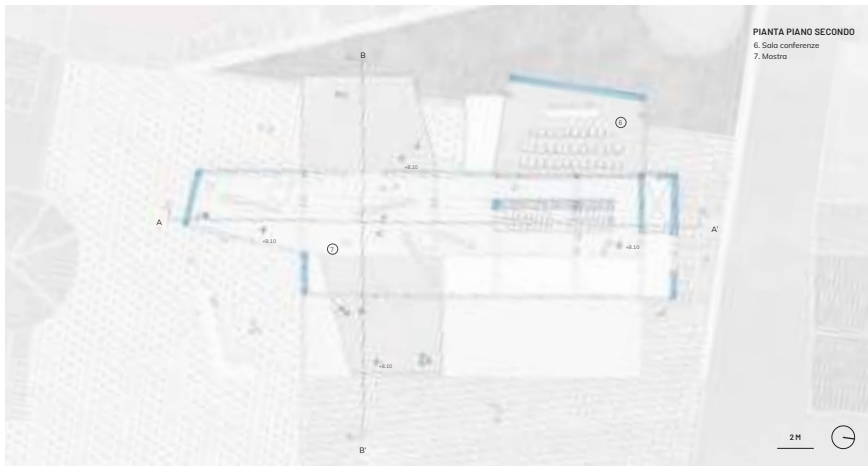 PIANTA PIANO SECONDO
6. Sala conferenze
7. Mostra
B
6
+8.10
A
A'
+8.10
7
+8.10
+8.10
2 M
B'